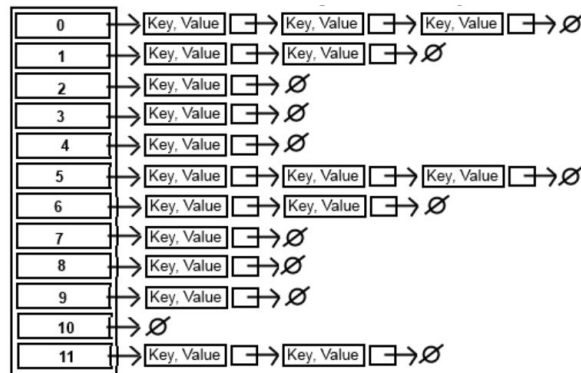 0 Key, Value Key, Value Key, Value
1 Key, Value Key, Value
2 Key, Value
3 Key, Value
4 Key, Value
5 Key, Value Key, Value Key, Value
6 Key, Value Key, Value
7 Key, Value
8 Key, Value
9 Key, Value
10
11 Key, Value Key, Value